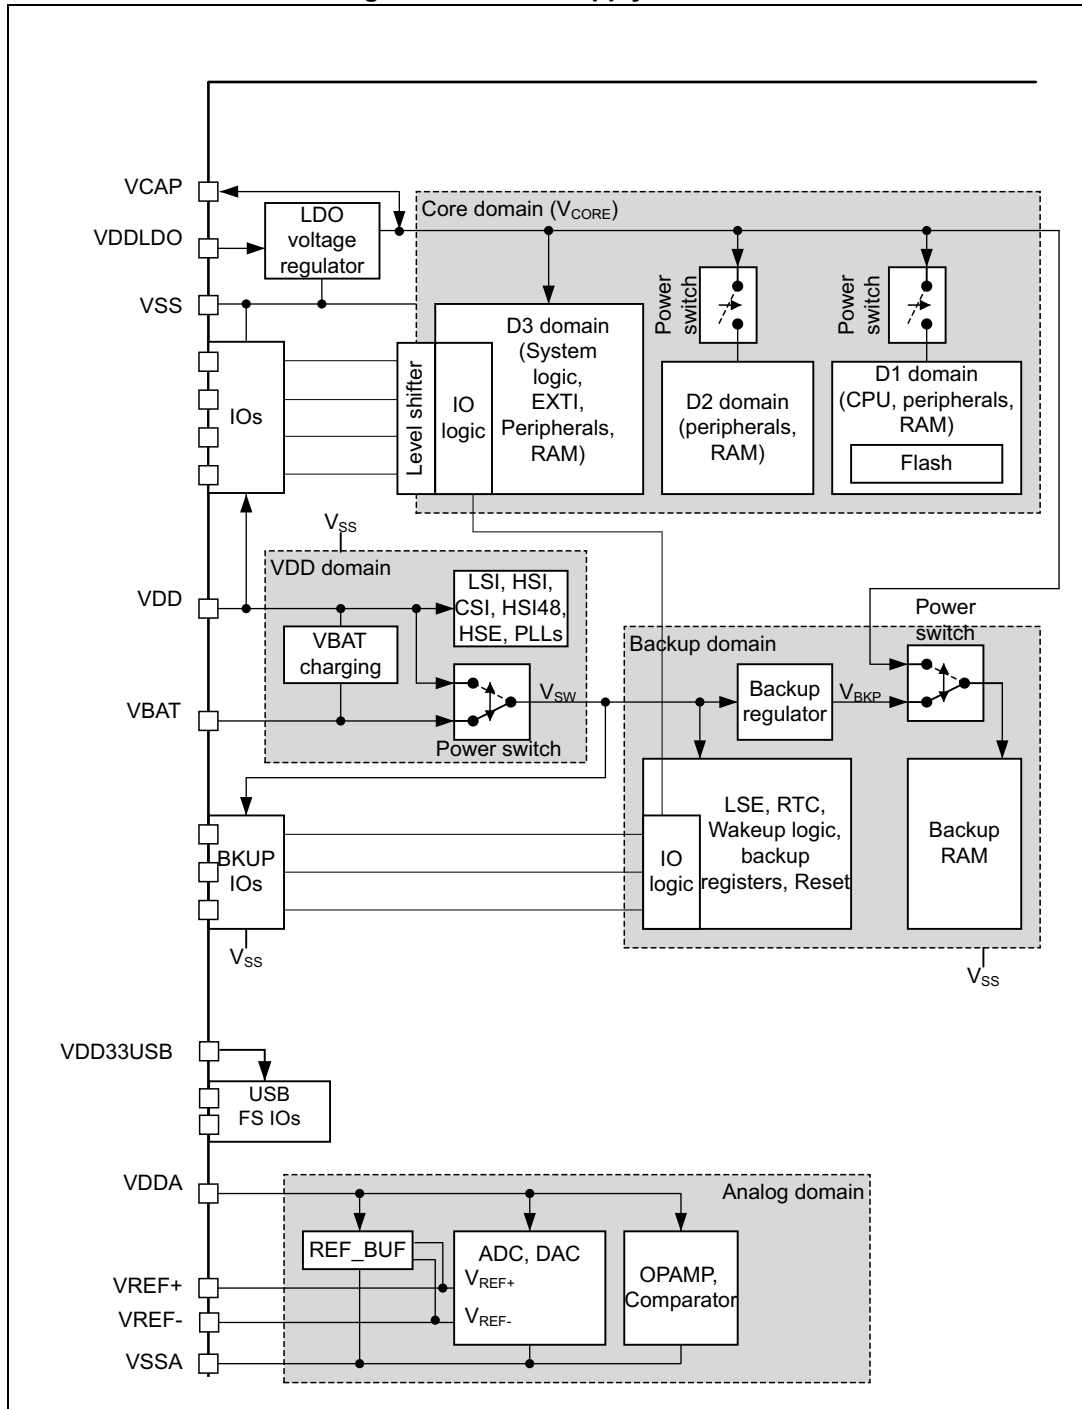 VCAP
VDDLDO
VSS
LDO
voltage
regulator
Core domain (VCORE)
Power
switch
Power
switch
D3 domain
(System
logic,
EXTI,
Peripherals,
RAM)
D2 domain
(peripherals,
RAM)
D1 domain
(CPU, peripherals,
RAM)
Flash
IOs
Level shifter
IO
logic
VSS
VDD domain
VDD
LSI, HSI,
CSI, HSI48,
HSE, PLLs
VBAT
charging
VBAT
VSW
Power switch
Power
switch
Backup domain
Backup
regulator
VBKP
LSE, RTC,
Wakeup logic,
backup
registers, Reset
IO
logic
Backup
RAM
BKUP
IOs
VSS
VSS
VDD33USB
USB
FS IOs
VDDA
Analog domain
REF_BUF
ADC, DAC
VREF+
VREF-
OPAMP,
Comparator
VREF+
VREF-
VSSA